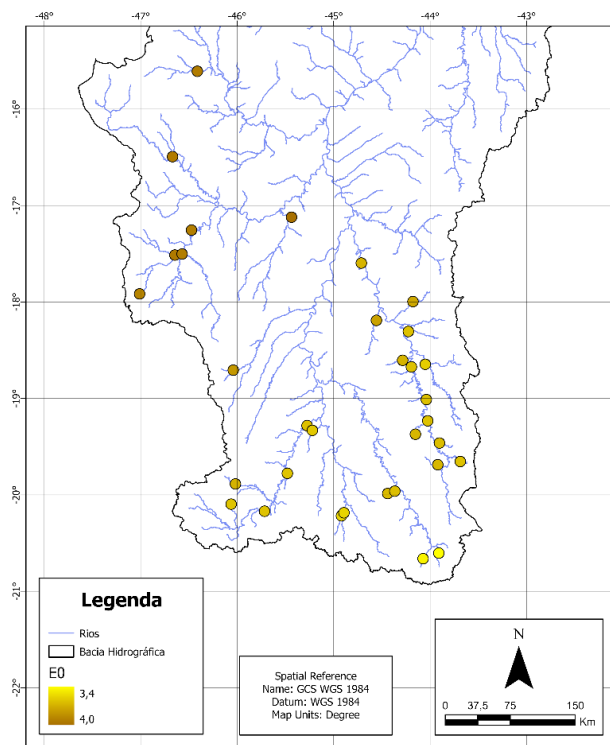 -48° -47° -46° -45° -44° -43°
-16°
-17°
-18°
-19°
-20°
-21°
-22°
Legenda
Rios
Bacia Hidrográfica
E0
3,4
4,0
Spatial Reference
Name: GCS WGS 1984
Datum: WGS 1984
Map Units: Degree
N
0 37,5 75 150
Km